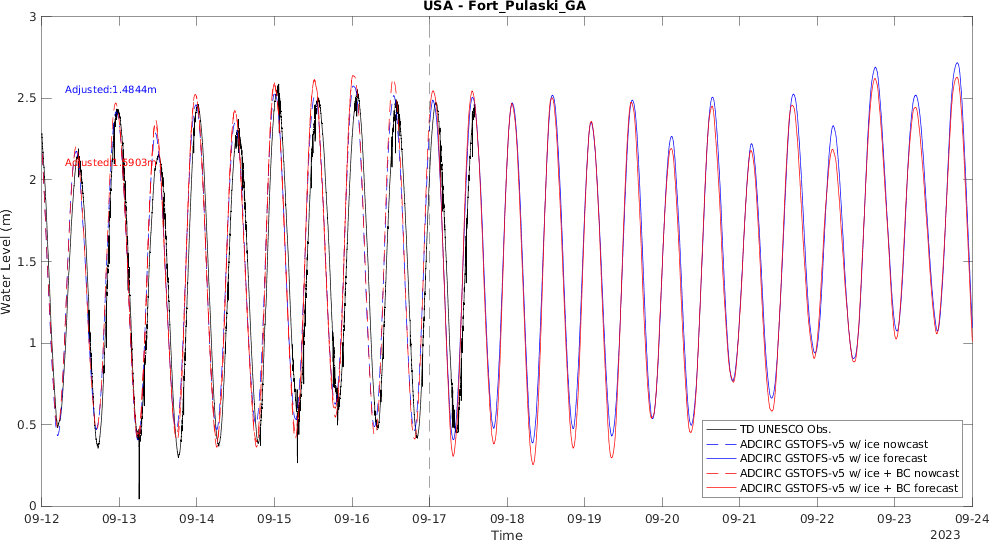 USA - Fort_Pulaski_GA
3
2.5
2
1.5
1
0.5
0
Water Level (m)
Adjusted:1.4844m
Adjusted:1.5903m
TD UNESCO Obs.
ADCIRC GSTOFS-v5 w/ ice nowcast
ADCIRC GSTOFS-v5 w/ ice forecast
ADCIRC GSTOFS-v5 w/ ice + BC nowcast
ADCIRC GSTOFS-v5 w/ ice + BC forecast
09-12 09-13 09-14 09-15 09-16 09-17 09-18 09-19 09-20 09-21 09-22 09-23 09-24
Time
2023